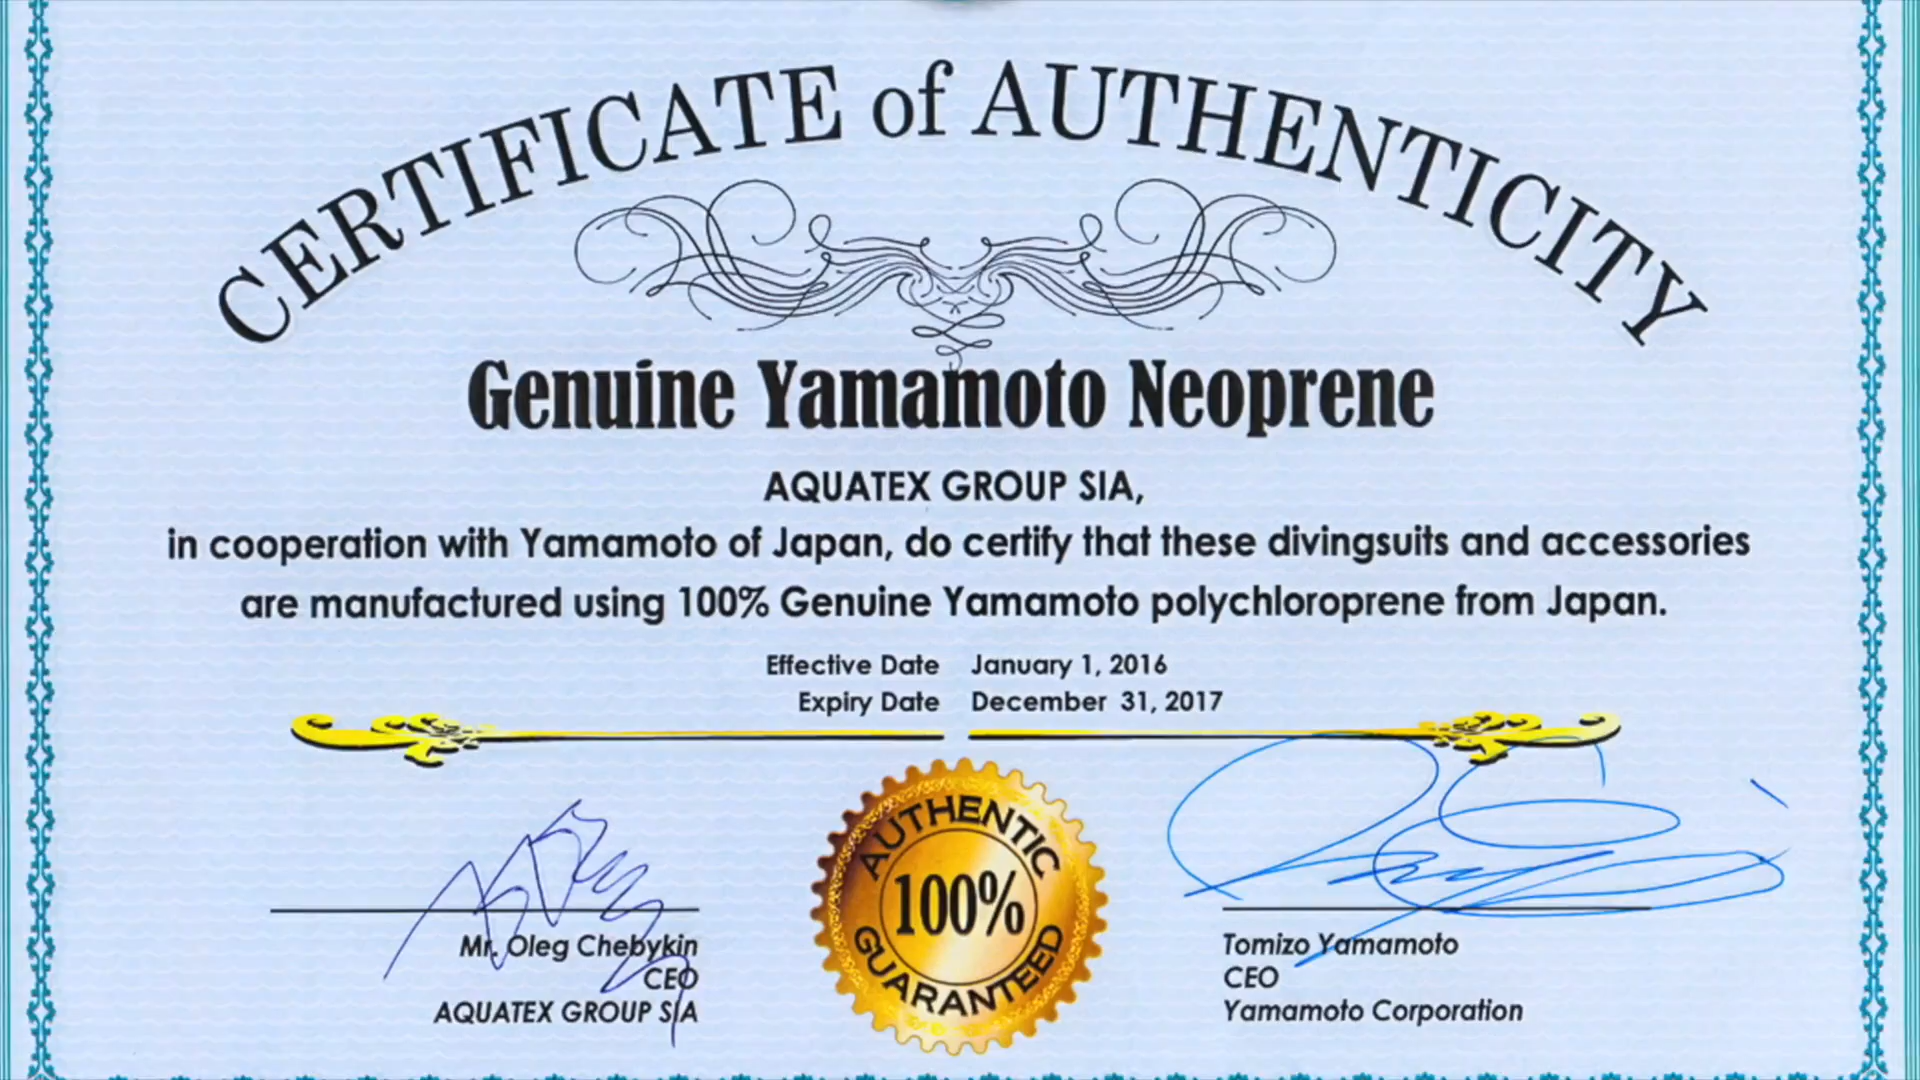 CERTIFICATE of AUTHENTICITY
Genuine Yamamoto Neoprene
AQUATEX GROUP SIA,
in cooperation with Yamamoto of Japan, do certify that these divingsuits and accessories
are manufactured using 100% Genuine Yamamoto polychloroprene from Japan.
Effective Date January 1, 2016
Expiry Date December 31, 2017
AUTHENTIC
100%
GUARANTEED
Mr. Oleg Chebykin
CEO
AQUATEX GROUP SIA
Tomizo Yamamoto
CEO
Yamamoto Corporation